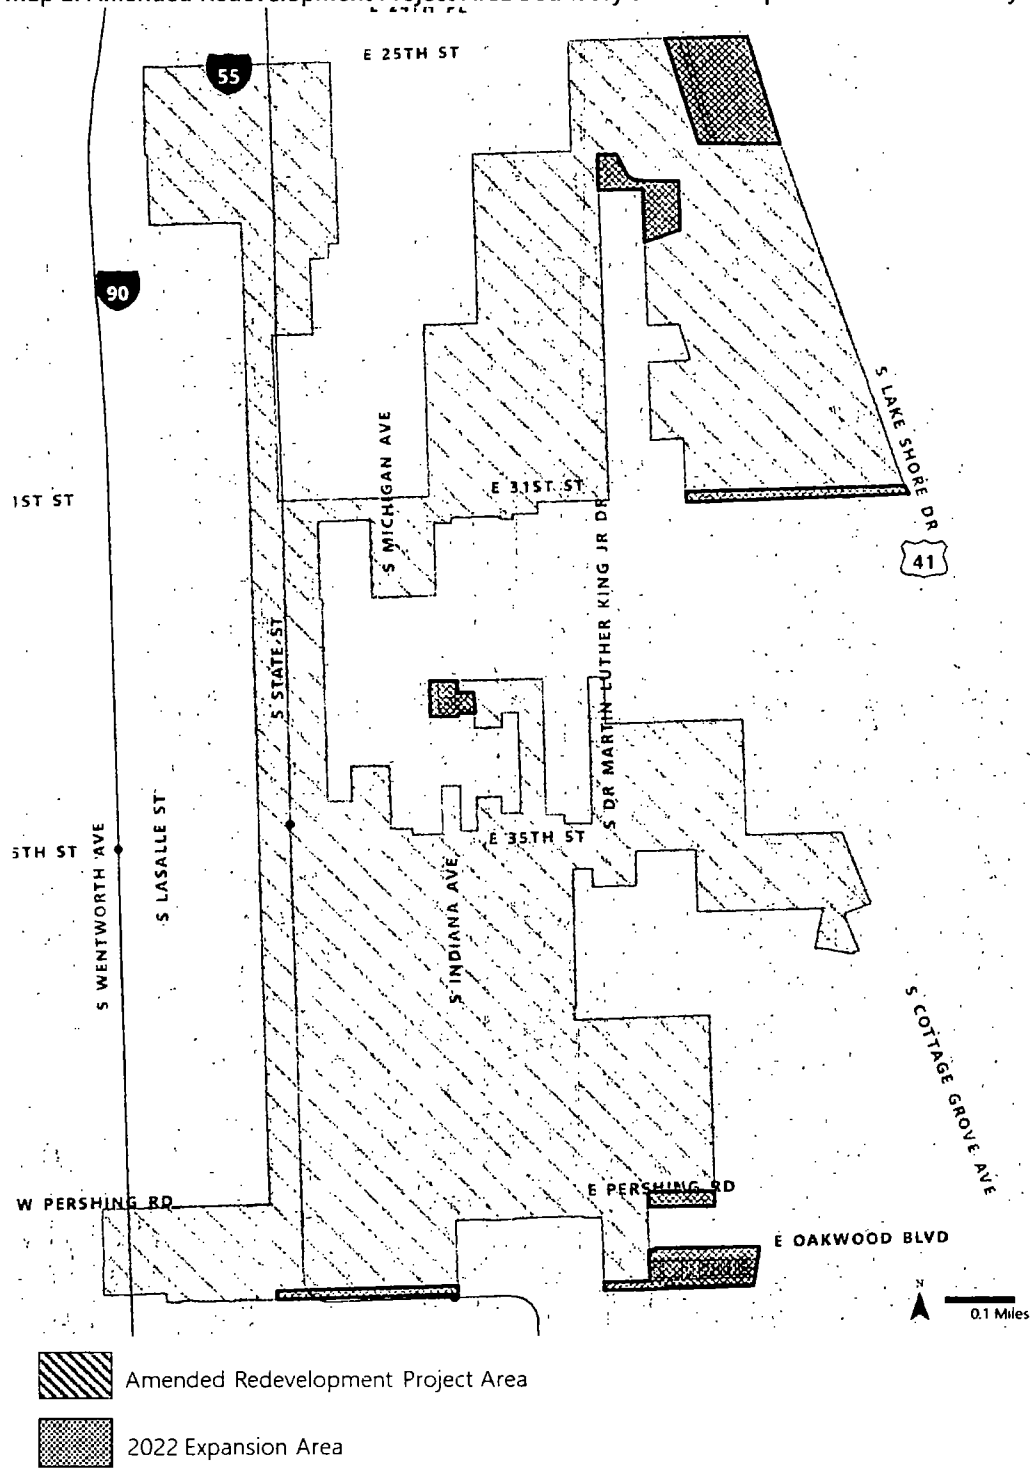 E 25TH ST
55
90
S LAKE SHORE DR
S MICHIGAN AVE
E 31ST ST
1ST ST
S DR MARTIN LUTHER KING JR DR
41
S STATE ST
E 35TH ST
5TH ST
S WENTWORTH AVE
S LASALLE ST
S INDIANA AVE
S COTTAGE GROVE AVE
E PERSHING RD
W PERSHING RD
E OAKWOOD BLVD
N
0.1 Miles
Amended Redevelopment Project Area
2022 Expansion Area